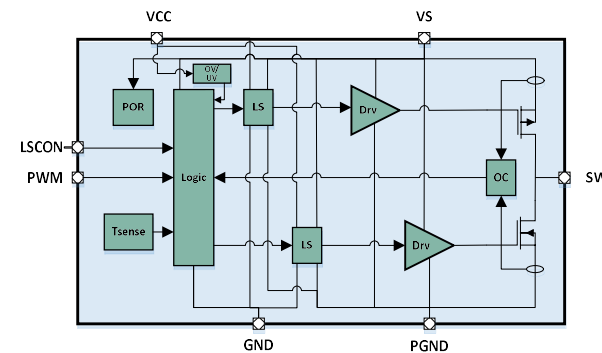 VCC
VS
OV/
UV
POR
LS
Drv
LSCON
PWM
Logic
OC
SW
Tsense
LS
Drv
GND
PGND